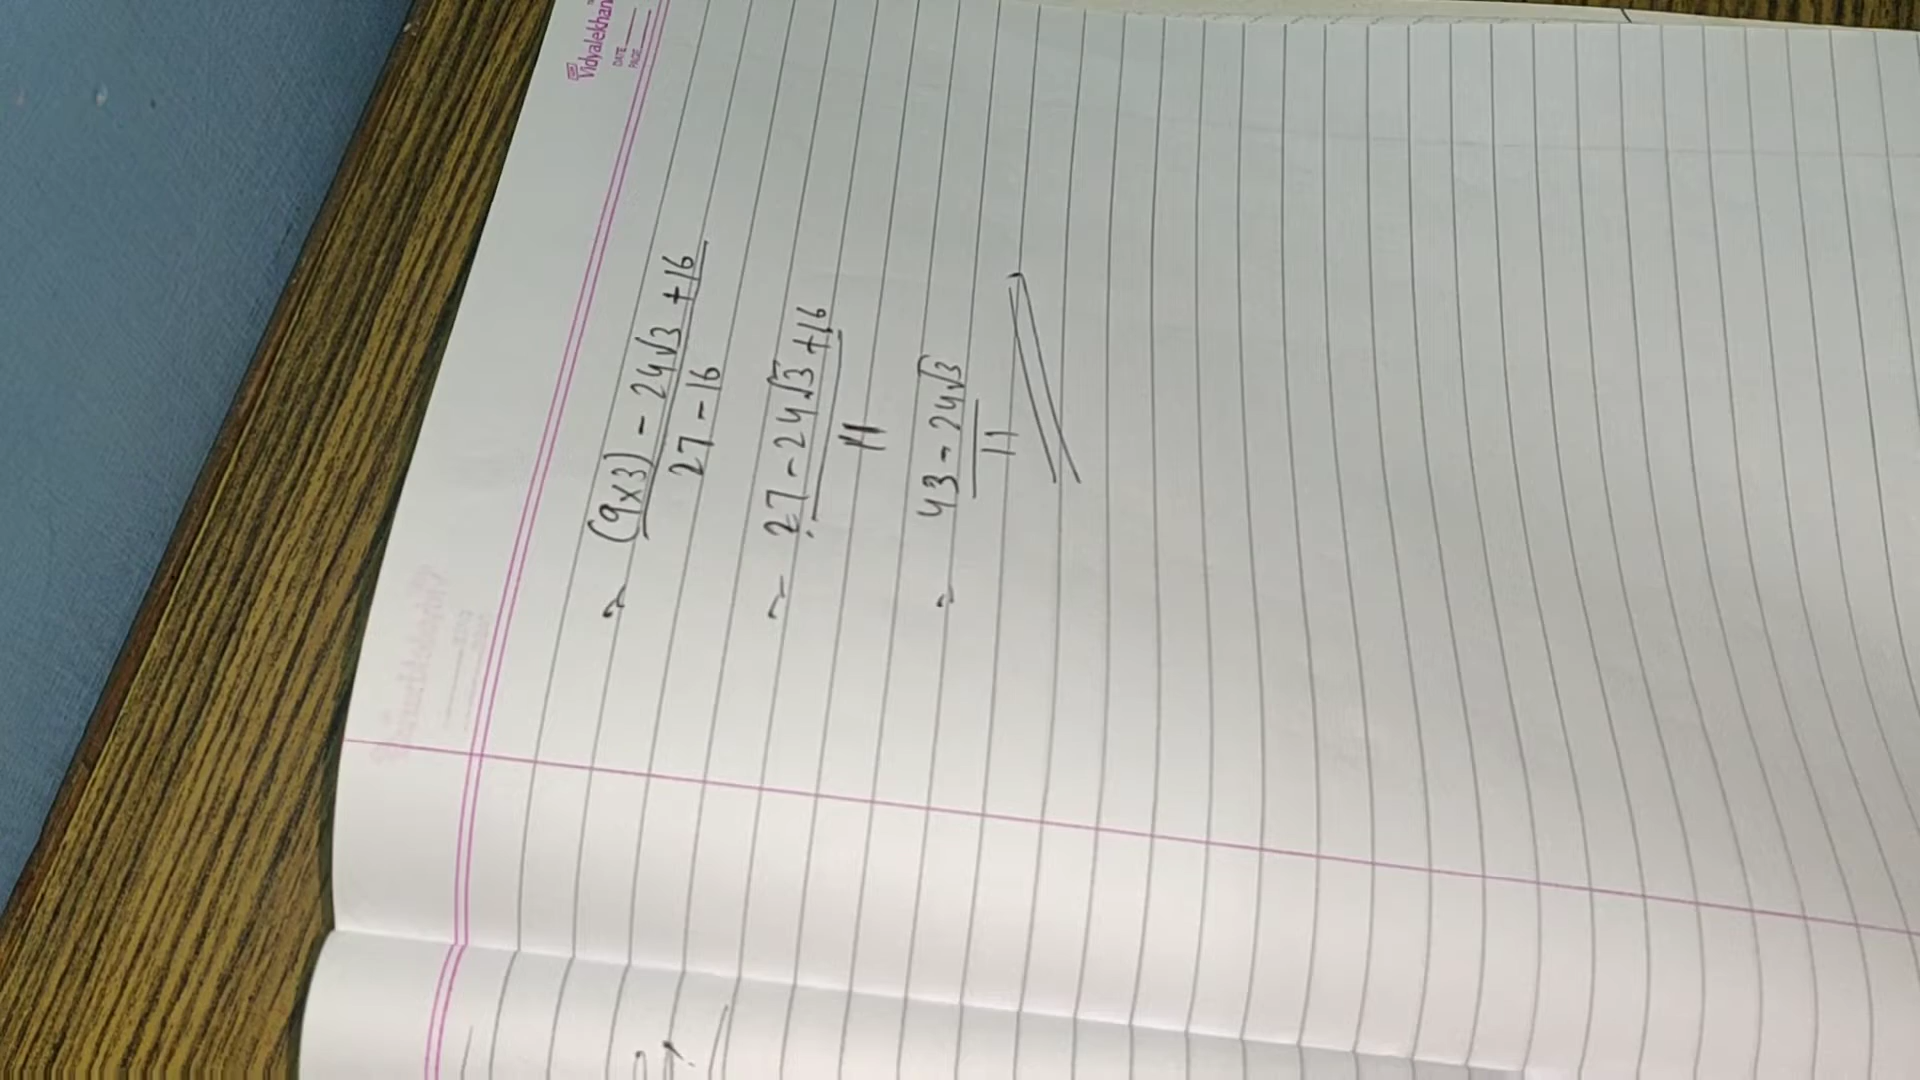 Vidyalekhan
DATE
PAGE
= (9×3) - 24√3 + 16
27 - 16
= 27 - 24√3 + 16
11
= 43 - 24√3
11